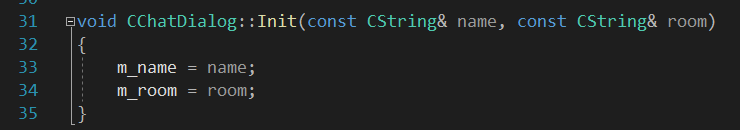 31 void CChatDialog::Init(const CString& name, const CString& room)
32 {
33     m_name = name;
34     m_room = room;
35 }